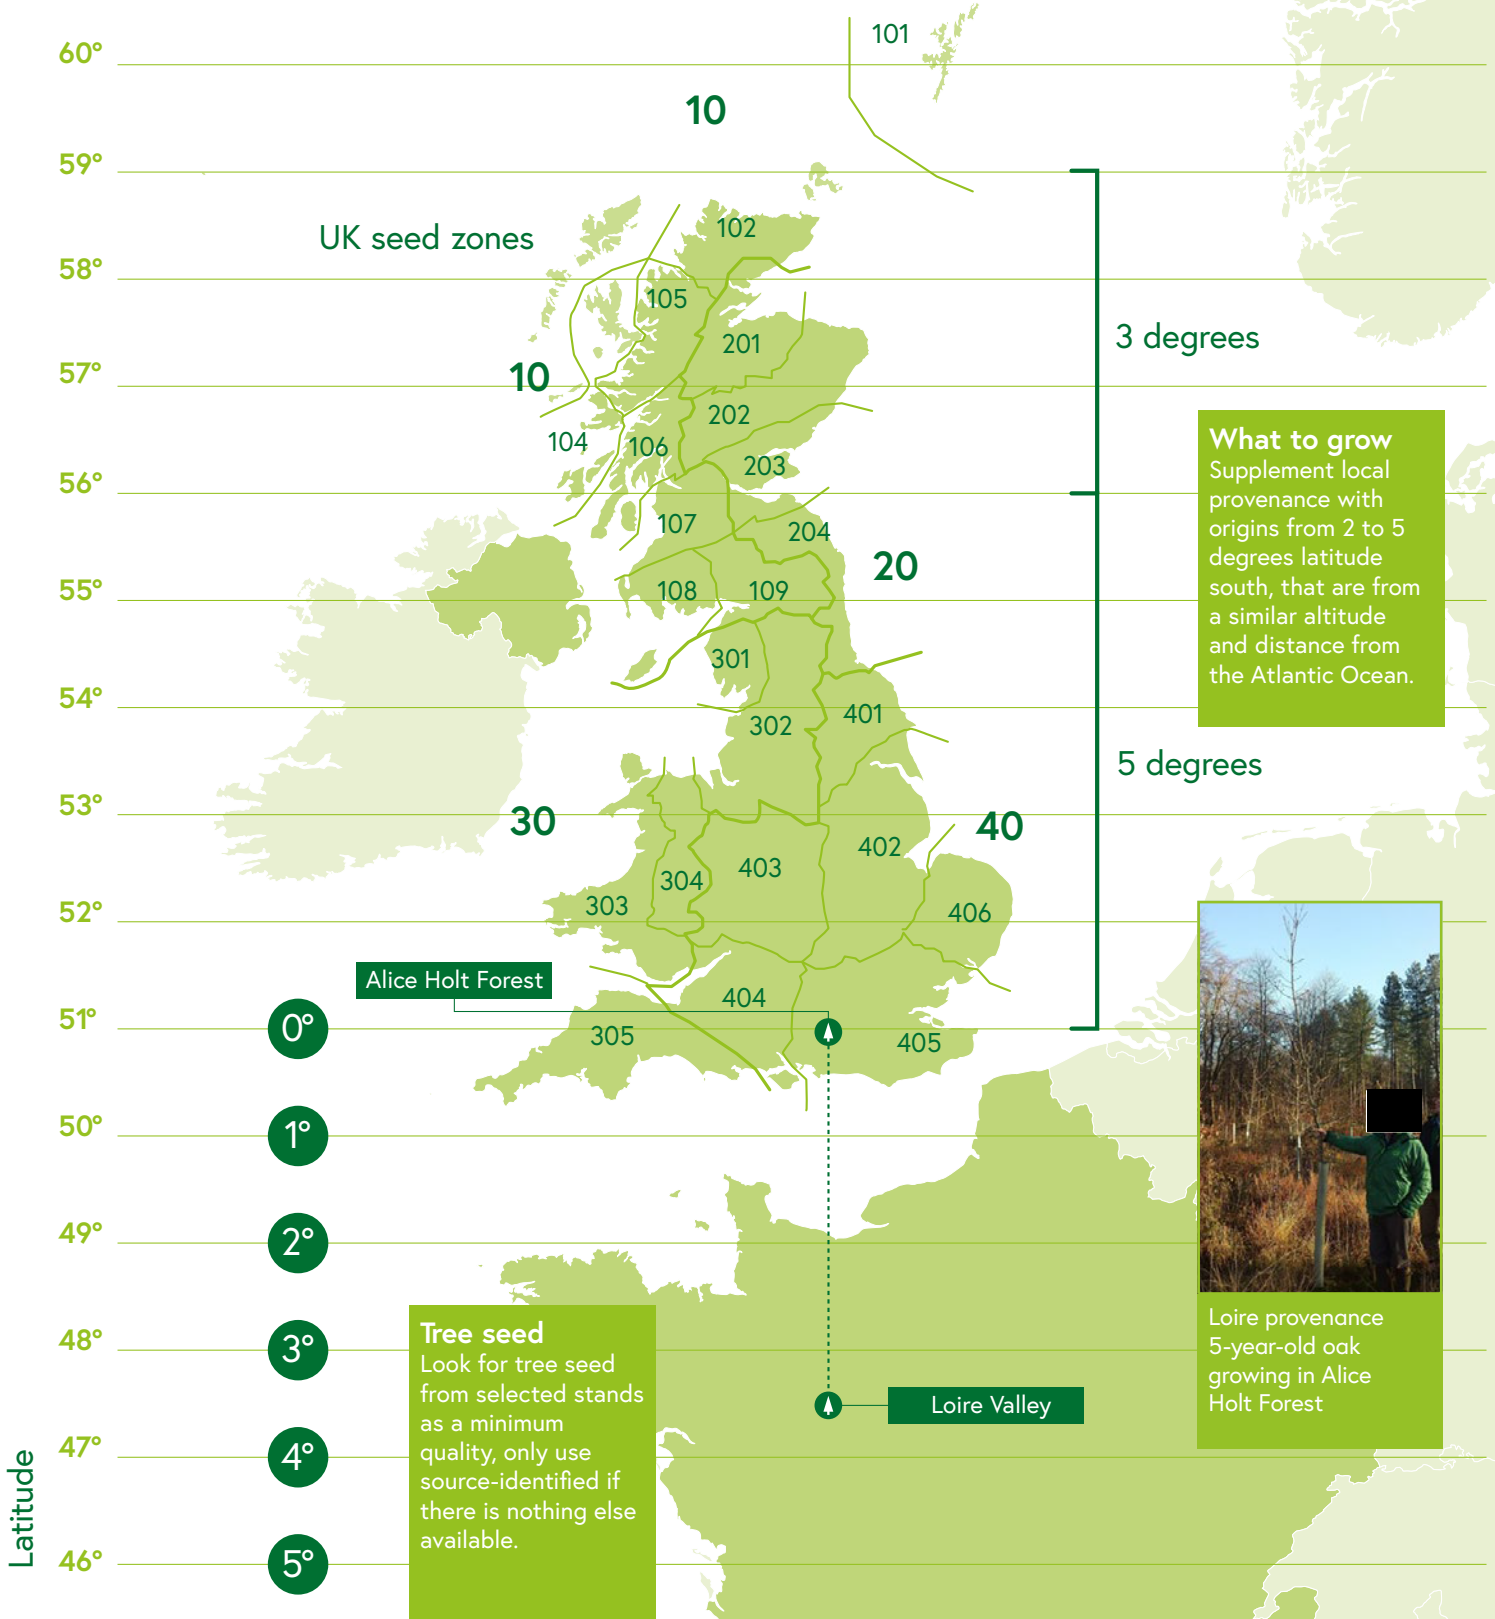 60°
101
10
59°
102
UK seed zones
58°
105
201
3 degrees
57°
10
202
104
106
203
What to grow
Supplement local
provenance with
origins from 2 to 5
degrees latitude
south, that are from
a similar altitude
and distance from
the Atlantic Ocean.
56°
107
204
20
55°
108
109
301
54°
302
401
5 degrees
53°
30
40
402
403
304
303
406
52°
Alice Holt Forest
404
51°
0°
305
405
50°
1°
49°
2°
48°
3°
Tree seed
Look for tree seed
from selected stands
as a minimum
quality, only use
source-identified if
there is nothing else
available.
Loire provenance
5-year-old oak
growing in Alice
Holt Forest
Loire Valley
47°
4°
Latitude
46°
5°